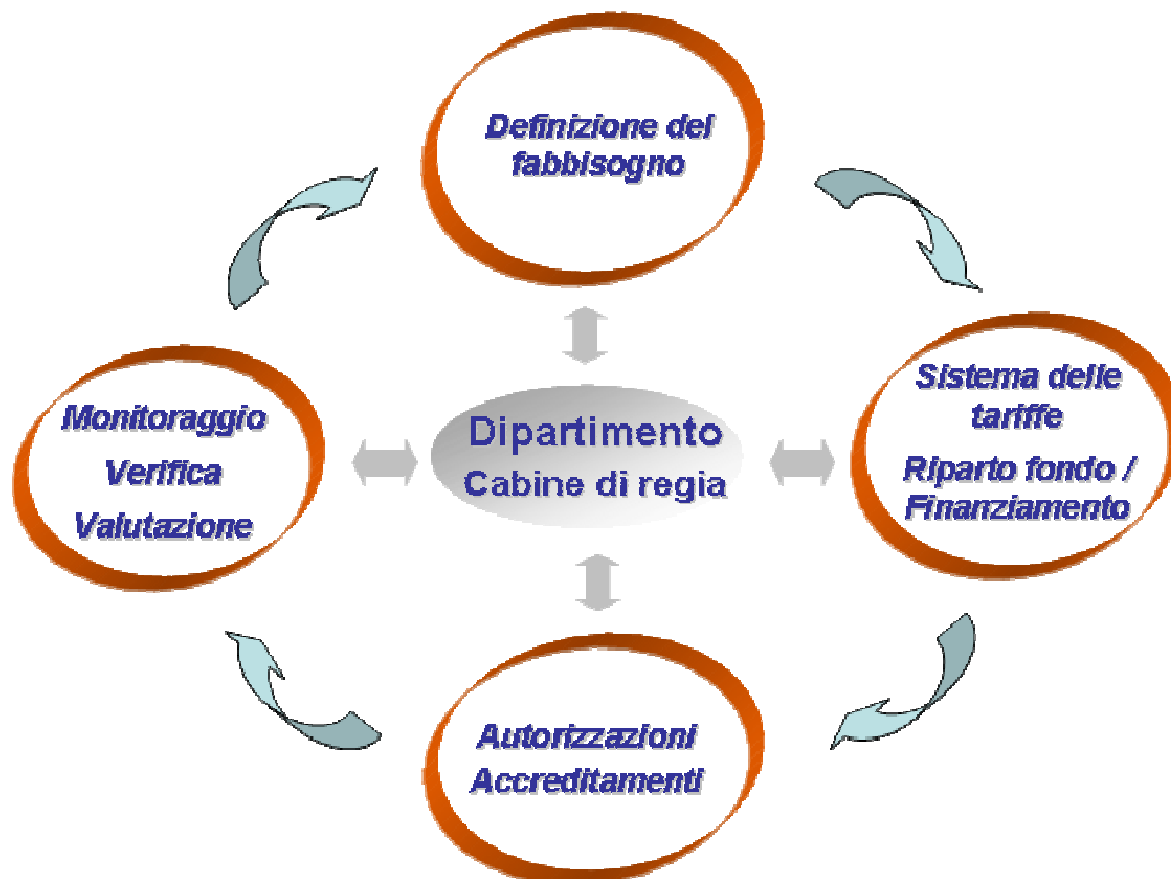 Definizione del
fabbisogno
Monitoraggio
Verifica
Valutazione
Dipartimento
Cabine di regia
Sistema delle
tariffe
Riparto fondo /
Finanziamento
Autorizzazioni
Accreditamenti